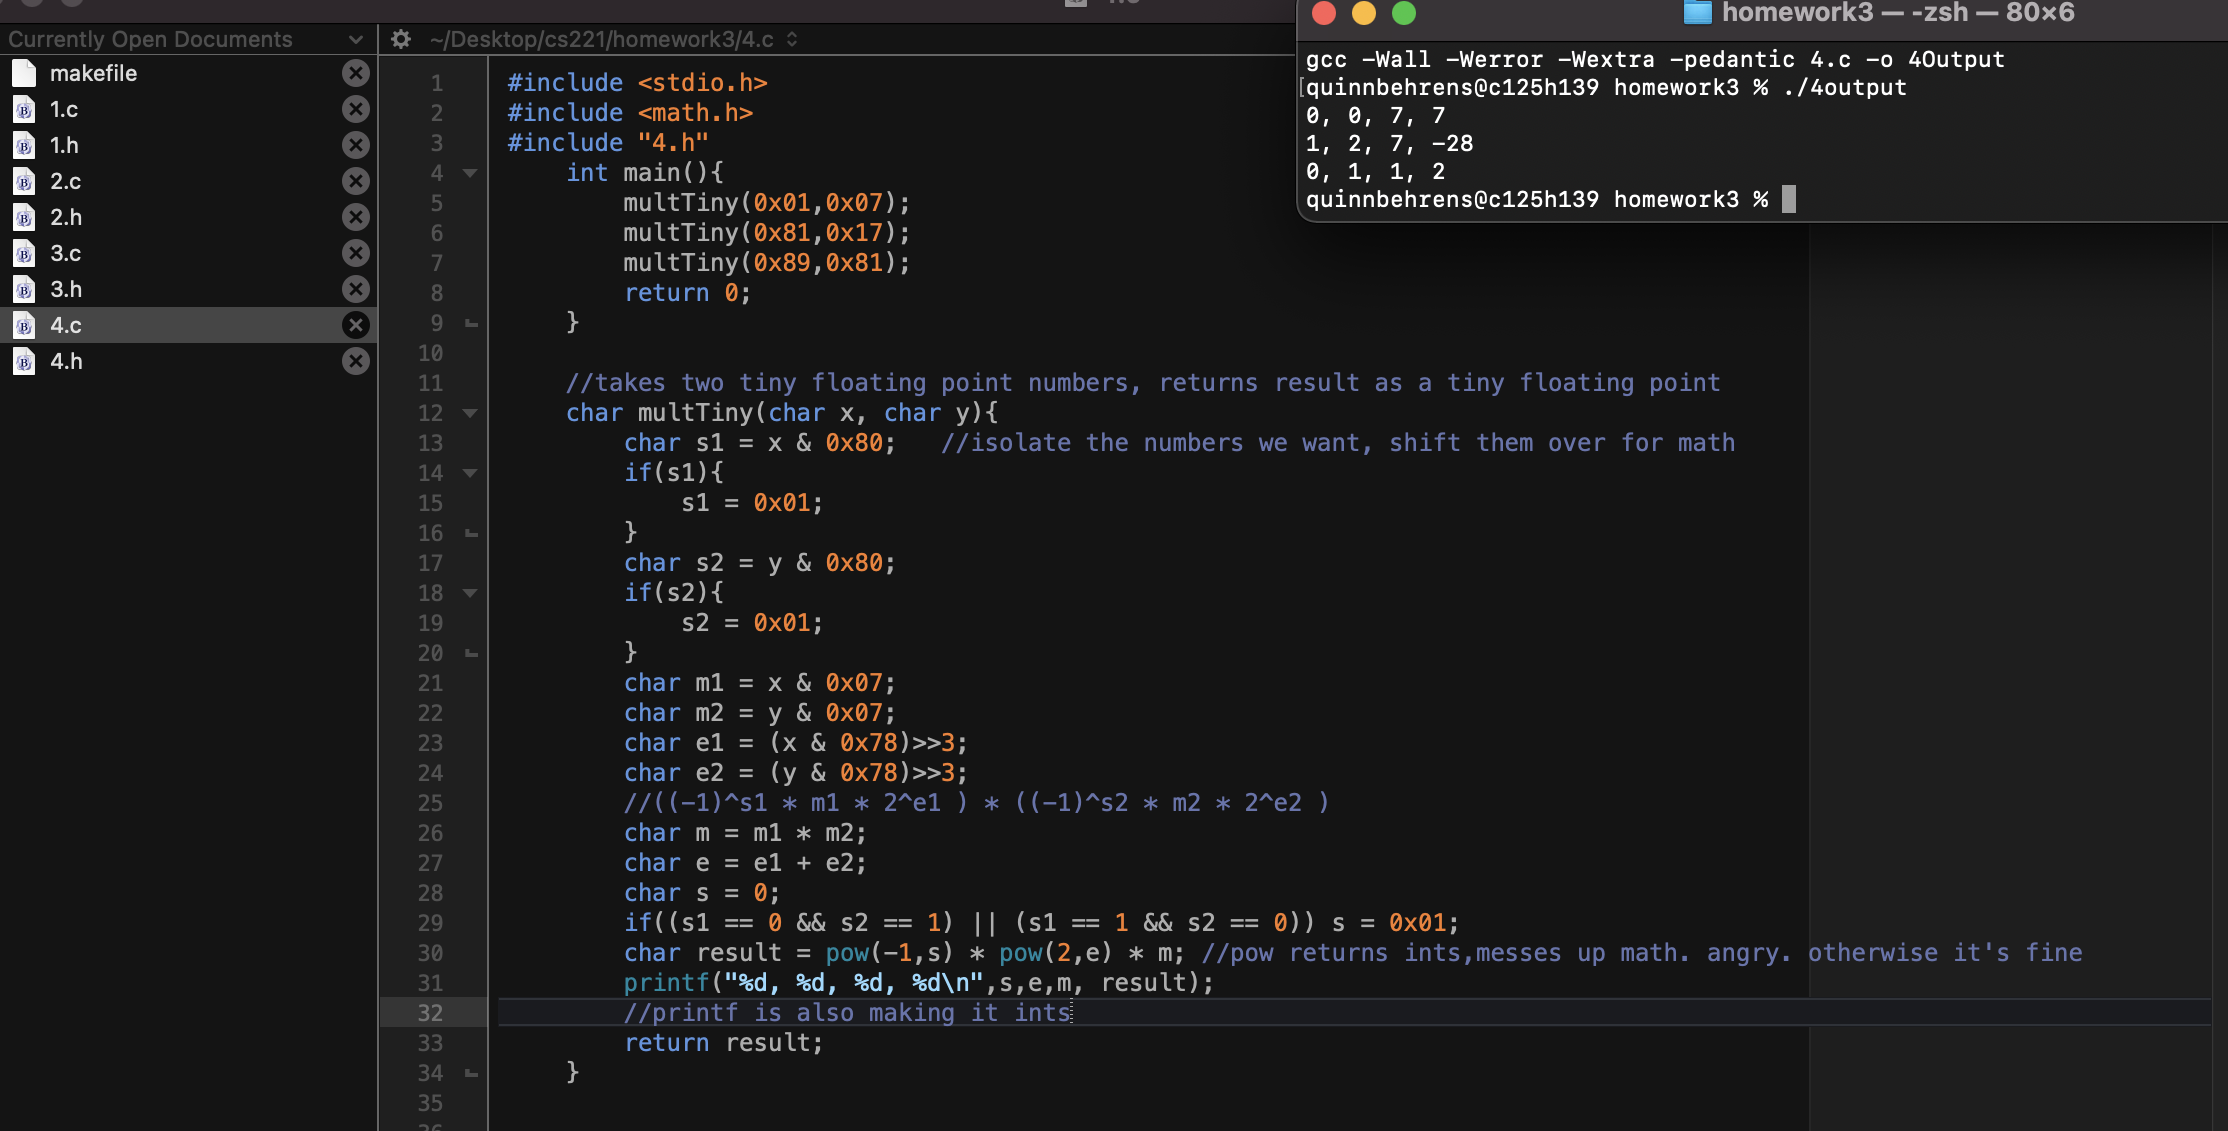 Currently Open Documents
makefile
1.c
1.h
2.c
2.h
3.c
3.h
4.c
4.h
~/Desktop/cs221/homework3/4.c
1 #include <stdio.h>
2 #include <math.h>
3 #include "4.h"
4 int main(){
5 multTiny(0x01,0x07);
6 multTiny(0x81,0x17);
7 multTiny(0x89,0x81);
8 return 0;
9 }
10
11 //takes two tiny floating point numbers, returns result as a tiny floating point
12 char multTiny(char x, char y){
13 char s1 = x & 0x80; //isolate the numbers we want, shift them over for math
14 if(s1){
15 s1 = 0x01;
16 }
17 char s2 = y & 0x80;
18 if(s2){
19 s2 = 0x01;
20 }
21 char m1 = x & 0x07;
22 char m2 = y & 0x07;
23 char e1 = (x & 0x78)>>3;
24 char e2 = (y & 0x78)>>3;
25 //((-1)^s1 * m1 * 2^e1 ) * ((-1)^s2 * m2 * 2^e2 )
26 char m = m1 * m2;
27 char e = e1 + e2;
28 char s = 0;
29 if((s1 == 0 && s2 == 1) || (s1 == 1 && s2 == 0)) s = 0x01;
30 char result = pow(-1,s) * pow(2,e) * m; //pow returns ints,messes up math. angry. otherwise it's fine
31 printf("%d, %d, %d, %d\n",s,e,m, result);
32 //printf is also making it ints
33 return result;
34 }
35
homework3 — -zsh — 80×6
gcc -Wall -Werror -Wextra -pedantic 4.c -o 4Output
[quinnbehrens@c125h139 homework3 % ./4output
0, 0, 7, 7
1, 2, 7, -28
0, 1, 1, 2
quinnbehrens@c125h139 homework3 %